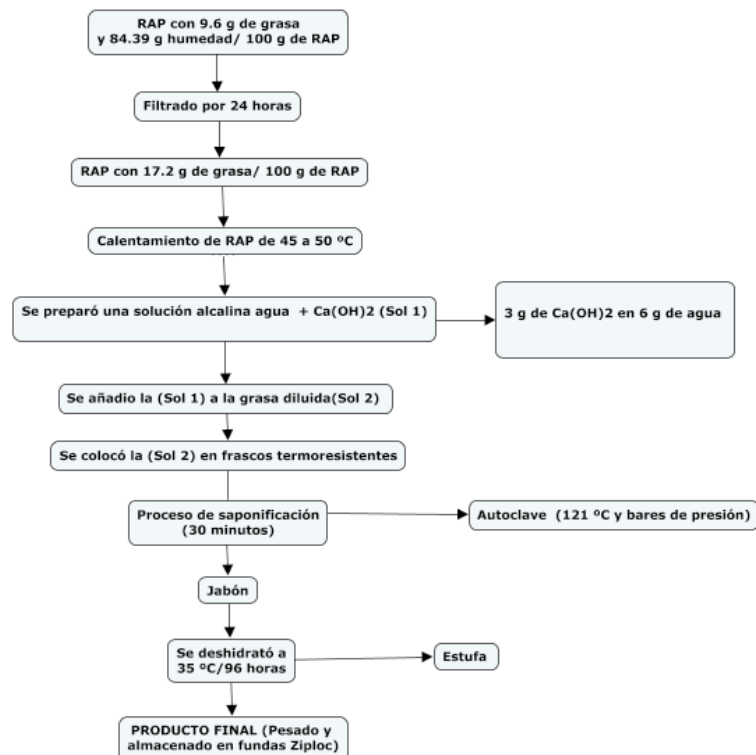 RAP con 9.6 g de grasa
y 84.39 g humedad/ 100 g de RAP
Filtrado por 24 horas
RAP con 17.2 g de grasa/ 100 g de RAP
Calentamiento de RAP de 45 a 50 ºC
Se preparó una solución alcalina agua + Ca(OH)2 (Sol 1)
3 g de Ca(OH)2 en 6 g de agua
Se añadio la (Sol 1) a la grasa diluida(Sol 2)
Se colocó la (Sol 2) en frascos termoresistentes
Proceso de saponificación
(30 minutos)
Autoclave (121 ºC y bares de presión)
Jabón
Se deshidrató a
35 ºC/96 horas
Estufa
PRODUCTO FINAL (Pesado y
almacenado en fundas Ziploc)